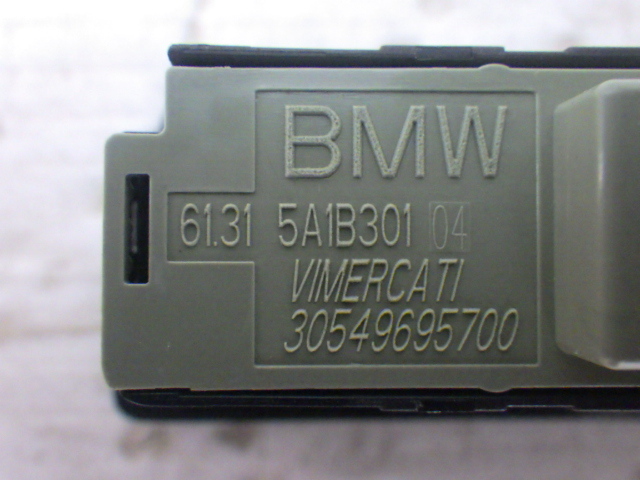 BMW
61.31 5A1B301 04
VIMERCATI
30549695700